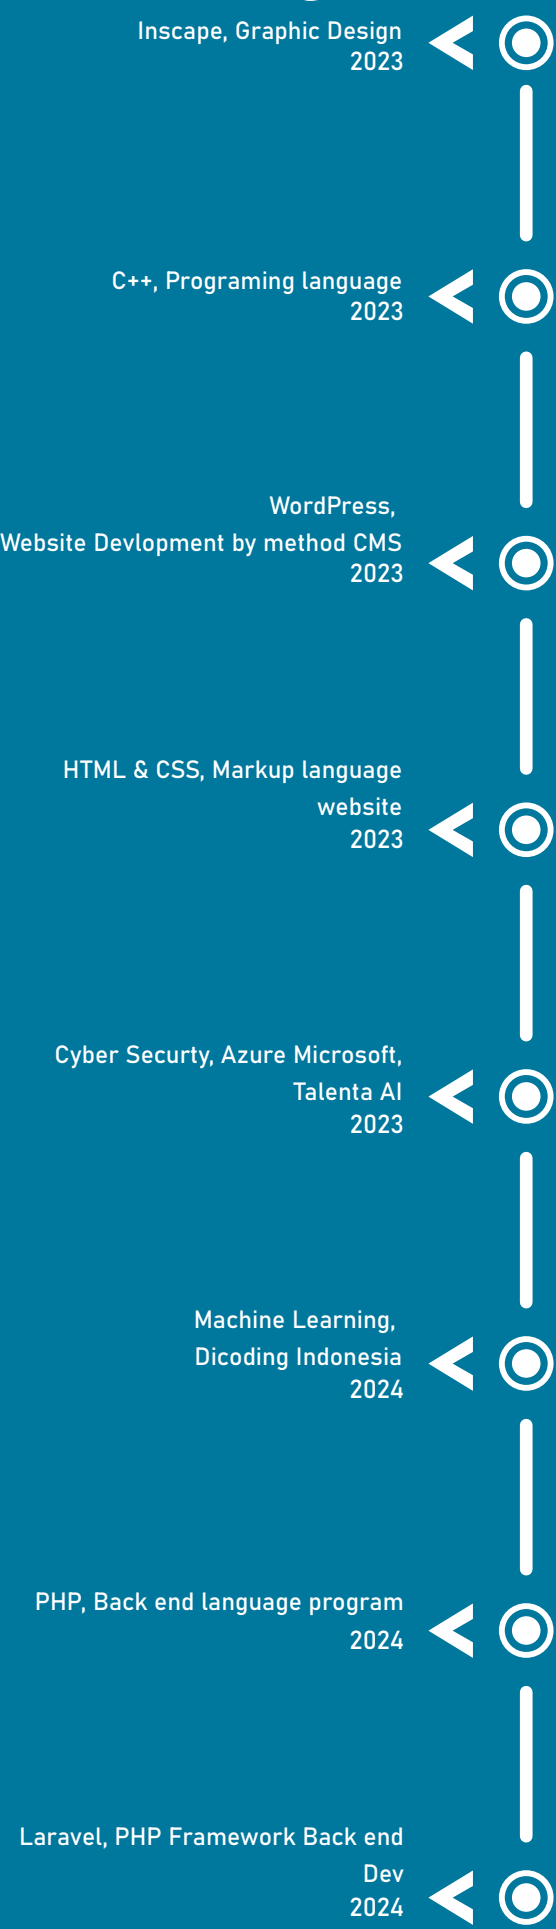 Inscape, Graphic Design
2023
C++, Programing language
2023
WordPress,
Website Devlopment by method CMS
2023
HTML & CSS, Markup language
website
2023
Cyber Securty, Azure Microsoft,
Talenta AI
2023
Machine Learning,
Dicoding Indonesia
2024
PHP, Back end language program
2024
Laravel, PHP Framework Back end
Dev
2024